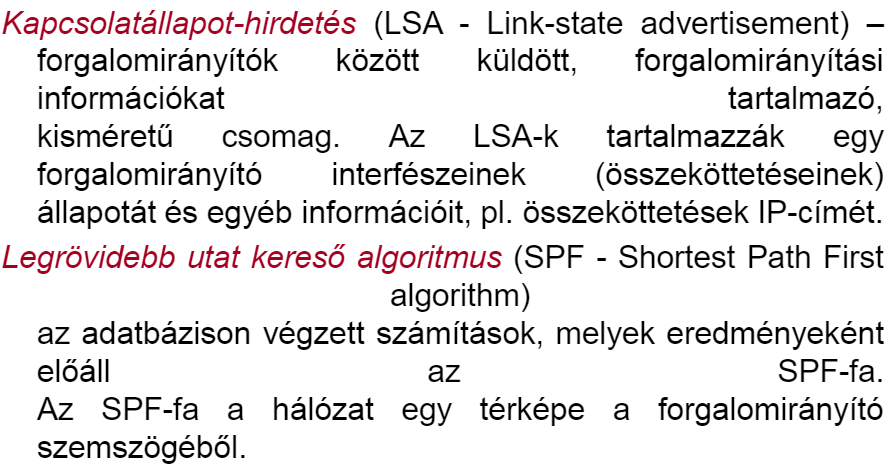 Kapcsolatállapot-hirdetés (LSA - Link-state advertisement) –
forgalomirányítók között küldött, forgalomirányítási
információkat tartalmazó,
kisméretű csomag. Az LSA-k tartalmazzák egy
forgalomirányító interfészeinek (összeköttetéseinek)
állapotát és egyéb információit, pl. összeköttetések IP-címét.
Legrövidebb utat kereső algoritmus (SPF - Shortest Path First
algorithm)
az adatbázison végzett számítások, melyek eredményeként
előáll az SPF-fa.
Az SPF-fa a hálózat egy térképe a forgalomirányító
szemszögéből.